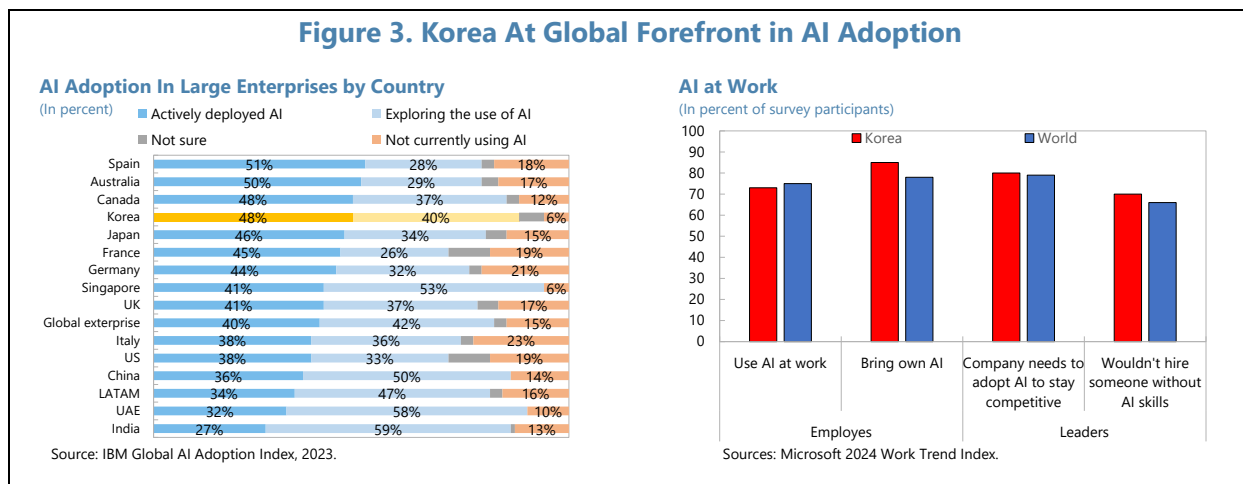 Figure 3. Korea At Global Forefront in AI Adoption
AI Adoption In Large Enterprises by Country
(In percent)
Actively deployed AI
Exploring the use of AI
Not sure
Not currently using AI
Spain 51% 28% 18%
Australia 50% 29% 17%
Canada 48% 37% 12%
Korea 48% 40% 6%
Japan 46% 34% 15%
France 45% 26% 19%
Germany 44% 32% 21%
Singapore 41% 53% 6%
UK 41% 37% 17%
Global enterprise 40% 42% 15%
Italy 38% 36% 23%
US 38% 33% 19%
China 36% 50% 14%
LATAM 34% 47% 16%
UAE 32% 58% 10%
India 27% 59% 13%
Source: IBM Global AI Adoption Index, 2023.
AI at Work
(In percent of survey participants)
Korea
World
100
90
80
70
60
50
40
30
20
10
0
Use AI at work
Bring own AI
Company needs to
adopt AI to stay
competitive
Wouldn't hire
someone without
AI skills
Employes
Leaders
Sources: Microsoft 2024 Work Trend Index.